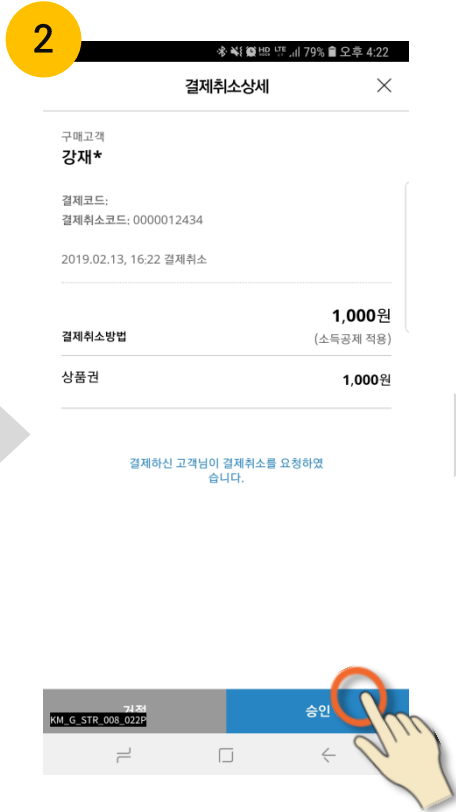 2
HD LTE 79% 오후 4:22
결제취소상세
구매고객
강재*
결제코드:
결제취소코드: 0000012434
2019.02.13, 16:22 결제취소
1,000원
결제취소방법 (소득공제 적용)
상품권 1,000원
결제하신 고객님이 결제취소를 요청하였
습니다.
거절 승인
KM_G_STR_008_022P